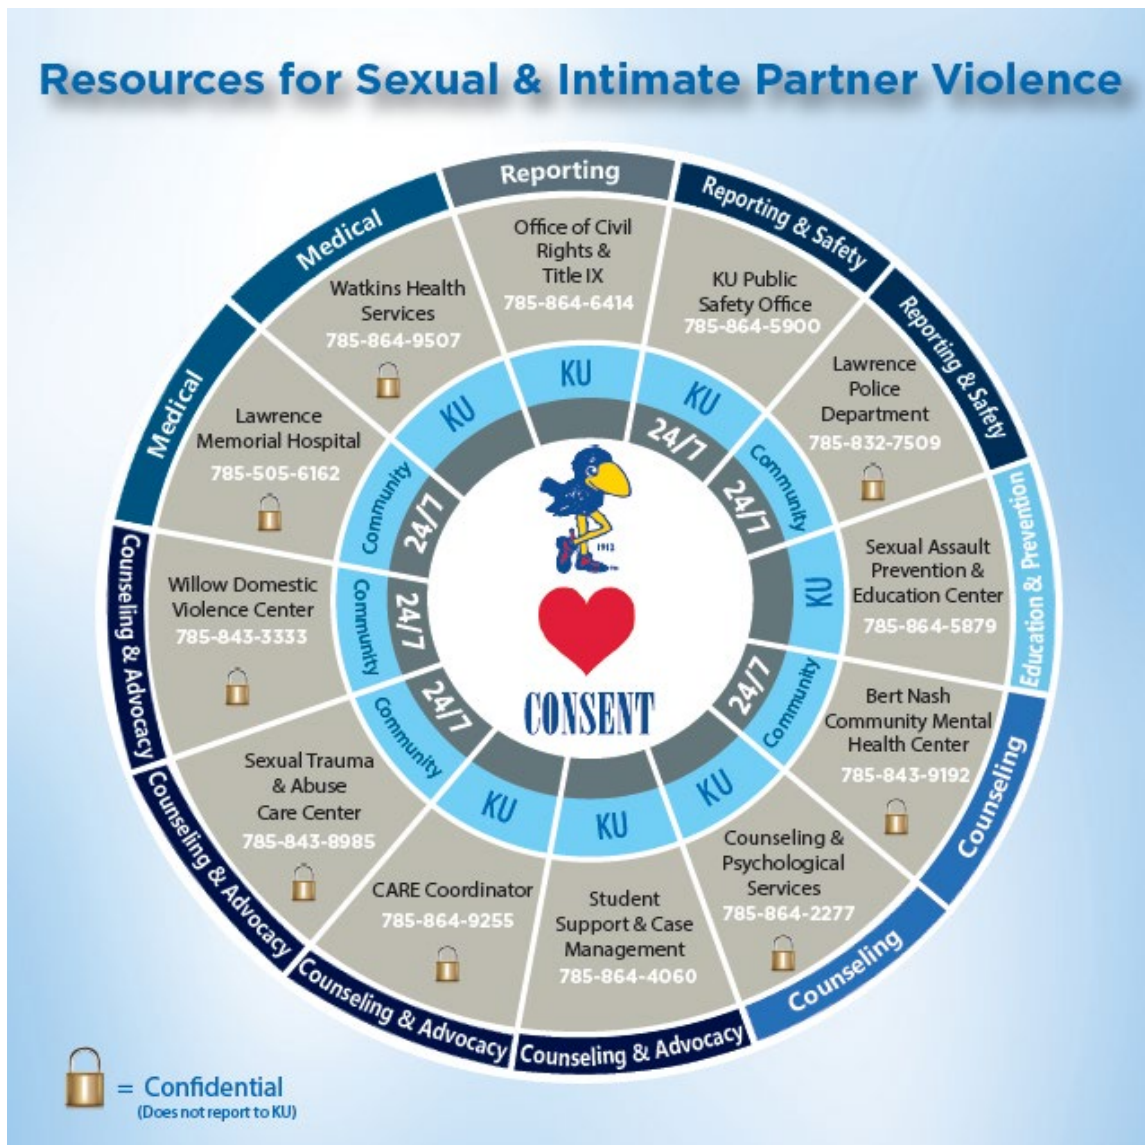 Resources for Sexual & Intimate Partner Violence
Reporting
Office of Civil
Rights &
Title IX
785-864-6414
KU
Reporting & Safety
KU Public
Safety Office
785-864-5900
KU
24/7
Reporting & Safety
Lawrence
Police
Department
785-832-7509
Community
24/7
Education & Prevention
Sexual Assault
Prevention &
Education Center
785-864-5879
KU
Counseling
Bert Nash
Community Mental
Health Center
785-843-9192
Community
24/7
Counseling
Counseling &
Psychological
Services
785-864-2277
KU
Counseling & Advocacy
Student
Support & Case
Management
785-864-4060
KU
Counseling & Advocacy
CARE Coordinator
785-864-9255
KU
Counseling & Advocacy
Sexual Trauma
& Abuse
Care Center
785-843-8985
Community
24/7
Counseling & Advocacy
Willow Domestic
Violence Center
785-843-3333
Community
24/7
Medical
Lawrence
Memorial Hospital
785-505-6162
Community
24/7
Medical
Watkins Health
Services
785-864-9507
KU
1912
CONSENT
= Confidential
(Does not report to KU)